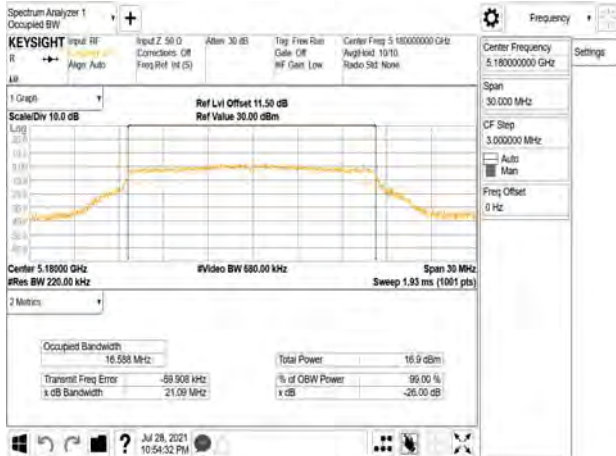 Spectrum Analyzer 1
Occupied BW
+
Frequency
KEYSIGHT
Input: RF
Input Z: 50 Ω
Atten: 30 dB
Trig: Free Run
Center Freq: 5.180000000 GHz
R
Corrections: Off
Gate: Off
Avg|Hold: 10/10
Align: Auto
Freq Ref: Int (S)
#IF Gain: Low
Radio Std: None
Center Frequency
5.180000000 GHz
Settings
Span
30.000 MHz
CF Step
3.000000 MHz
Auto
Man
Freq Offset
0 Hz
1 Graph
Scale/Div 10.0 dB
Ref Lvl Offset 11.50 dB
Ref Value 30.00 dBm
Log
Center 5.18000 GHz
#Video BW 680.00 kHz
Span 30 MHz
#Res BW 220.00 kHz
Sweep 1.93 ms (1001 pts)
2 Metrics
Occupied Bandwidth
16.588 MHz
Total Power
16.9 dBm
Transmit Freq Error
-59.908 kHz
% of OBW Power
99.00 %
x dB Bandwidth
21.09 MHz
x dB
-26.00 dB
?
Jul 28, 2021
10:54:32 PM